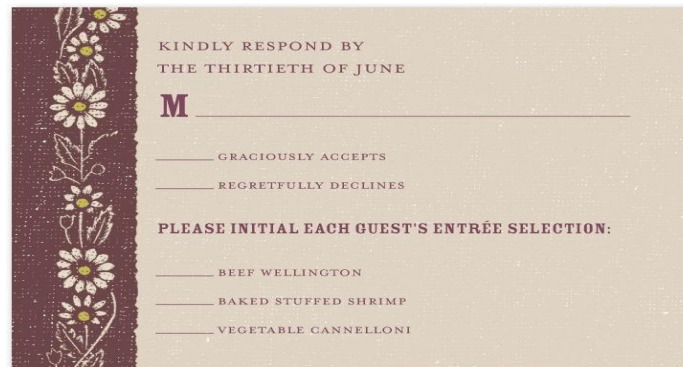 KINDLY RESPOND BY
THE THIRTIETH OF JUNE
M
GRACIOUSLY ACCEPTS
REGRETFULLY DECLINES
PLEASE INITIAL EACH GUEST'S ENTRÉE SELECTION:
BEEF WELLINGTON
BAKED STUFFED SHRIMP
VEGETABLE CANNELLONI